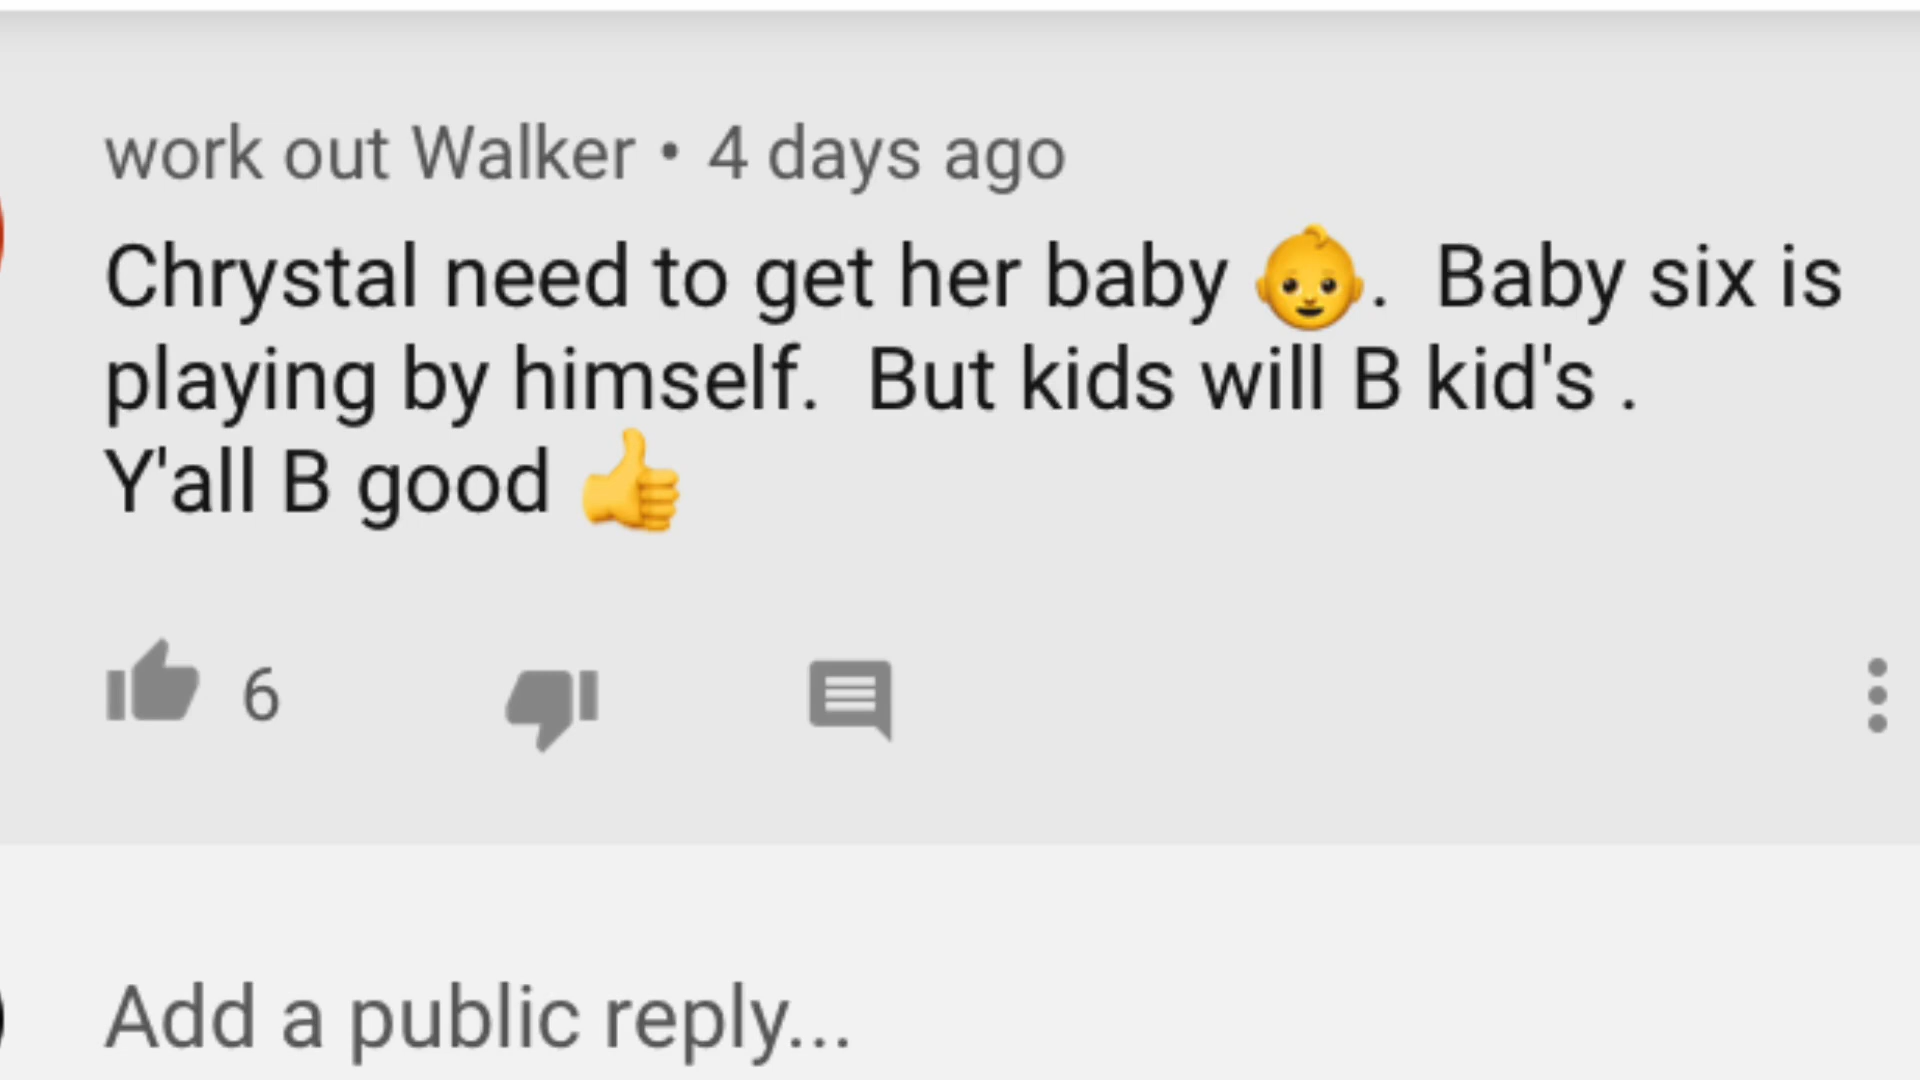 work out Walker • 4 days ago
Chrystal need to get her baby 👶.  Baby six is
playing by himself.  But kids will B kid's .
Y'all B good 👍
6
Add a public reply...